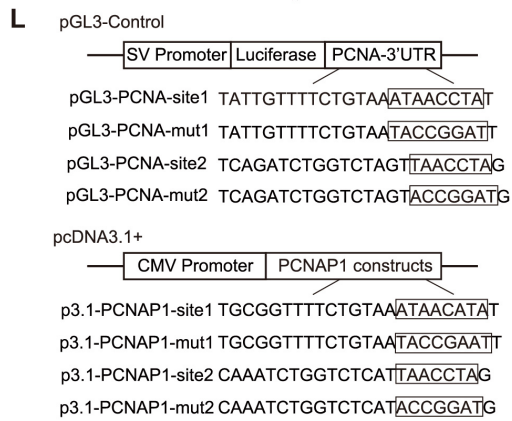 L
pGL3-Control
SV Promoter Luciferase PCNA-3'UTR
pGL3-PCNA-site1 TATTGTTTTCTGTAAATAACCTAT
pGL3-PCNA-mut1 TATTGTTTTCTGTAATACCGGATT
pGL3-PCNA-site2 TCAGATCTGGTCTAGTTAACCTAG
pGL3-PCNA-mut2 TCAGATCTGGTCTAGTACCGGATG
pcDNA3.1+
CMV Promoter PCNAP1 constructs
p3.1-PCNAP1-site1 TGCGGTTTTCTGTAAATAACATAT
p3.1-PCNAP1-mut1 TGCGGTTTTCTGTAATACCGAATT
p3.1-PCNAP1-site2 CAAATCTGGTCTCATTAACCTAG
p3.1-PCNAP1-mut2 CAAATCTGGTCTCATACCGGATG